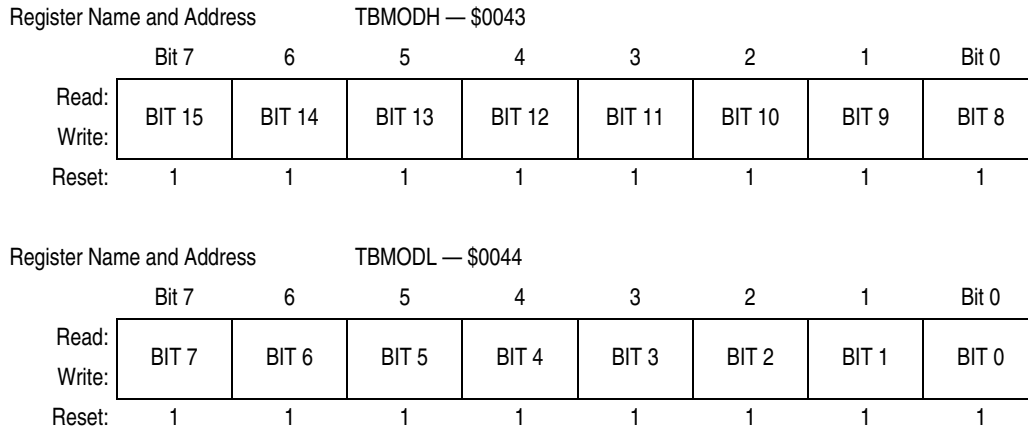 Register Name and Address TBMODH — $0043
Bit 7 6 5 4 3 2 1 Bit 0
Read:
BIT 15 BIT 14 BIT 13 BIT 12 BIT 11 BIT 10 BIT 9 BIT 8
Write:
Reset: 1 1 1 1 1 1 1 1
Register Name and Address TBMODL — $0044
Bit 7 6 5 4 3 2 1 Bit 0
Read:
BIT 7 BIT 6 BIT 5 BIT 4 BIT 3 BIT 2 BIT 1 BIT 0
Write:
Reset: 1 1 1 1 1 1 1 1